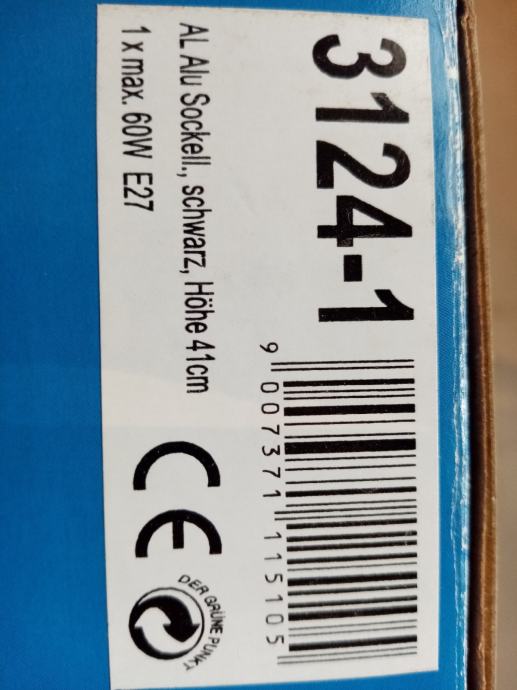 3124-1
9 007371 115105
AL Alu Sockell., schwarz, Höhe 41cm
1 x max. 60W E27
CE
DER GRÜNE PUNKT